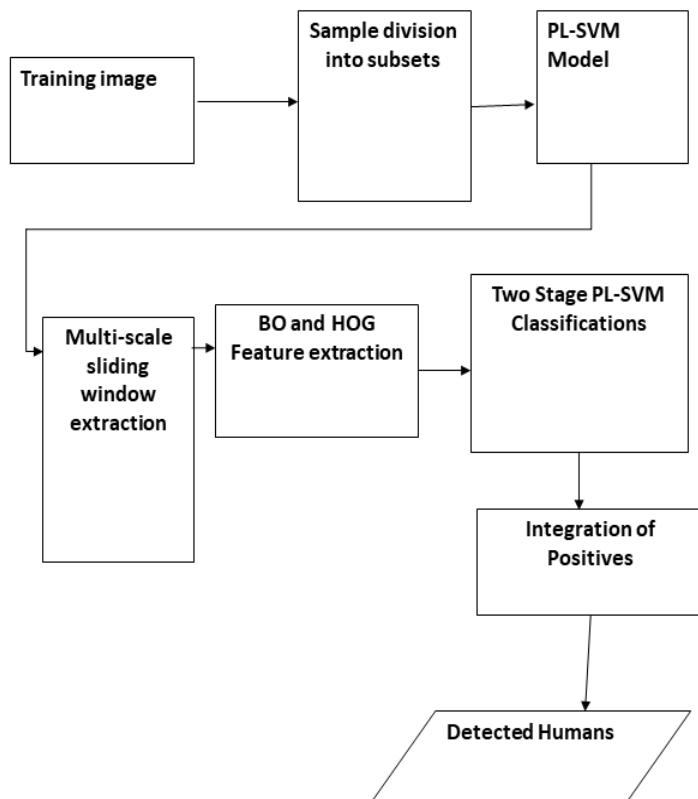 Training image
Sample division
into subsets
PL-SVM
Model
Multi-scale
sliding
window
extraction
BO and HOG
Feature extraction
Two Stage PL-SVM
Classifications
Integration of
Positives
Detected Humans